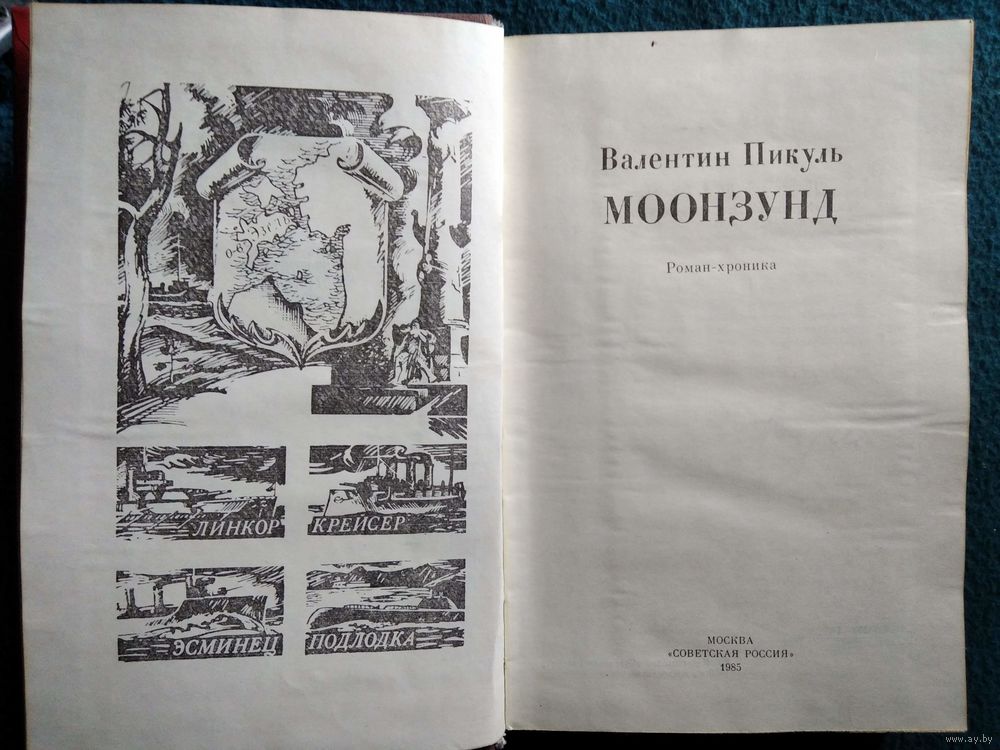 ЛИНКОР
КРЕЙСЕР
ЭСМИНЕЦ
ПОДЛОДКА
Валентин Пикуль
МООНЗУНД
Роман-хроника
МОСКВА
«СОВЕТСКАЯ РОССИЯ»
1985
www.ay.by